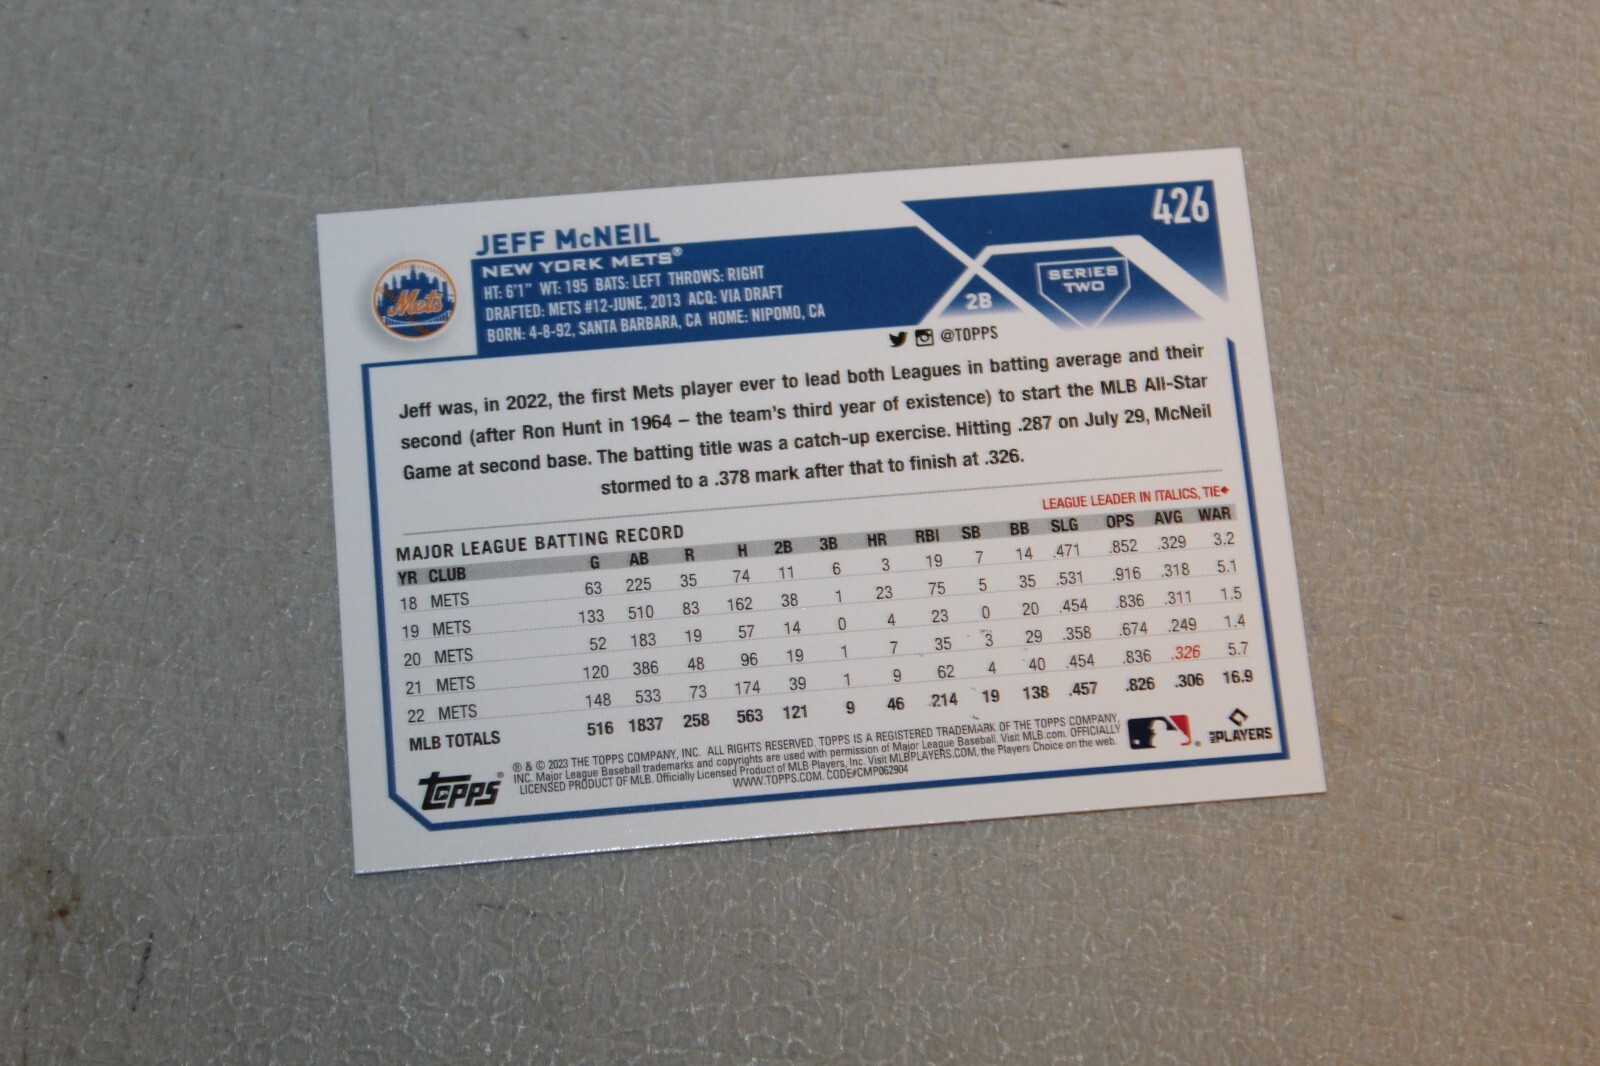 426
JEFF McNEIL
NEW YORK METS®
HT: 6'1" WT: 195 BATS: LEFT THROWS: RIGHT
DRAFTED: METS #12-JUNE, 2013 ACQ: VIA DRAFT
BORN: 4-8-92, SANTA BARBARA, CA HOME: NIPOMO, CA
2B
SERIES
TWO
Mets
@TOPPS
Jeff was, in 2022, the first Mets player ever to lead both Leagues in batting average and their
second (after Ron Hunt in 1964 – the team's third year of existence) to start the MLB All-Star
Game at second base. The batting title was a catch-up exercise. Hitting .287 on July 29, McNeil
stormed to a .378 mark after that to finish at .326.
MAJOR LEAGUE BATTING RECORD
LEAGUE LEADER IN ITALICS, TIE♦
YR CLUB G AB R H 2B 3B HR RBI SB BB SLG OPS AVG WAR
18 METS 63 225 35 74 11 6 3 19 7 14 .471 .852 .329 3.2
19 METS 133 510 83 162 38 1 23 75 5 35 .531 .916 .318 5.1
20 METS 52 183 19 57 14 0 4 23 0 20 .454 .836 .311 1.5
21 METS 120 386 48 96 19 1 7 35 3 29 .358 .674 .249 1.4
22 METS 148 533 73 174 39 1 9 62 4 40 .454 .836 .326 5.7
MLB TOTALS 516 1837 258 563 121 9 46 214 19 138 .457 .826 .306 16.9
TOPPS®
® & © 2023 THE TOPPS COMPANY, INC. ALL RIGHTS RESERVED. TOPPS IS A REGISTERED TRADEMARK OF THE TOPPS COMPANY,
INC. Major League Baseball trademarks and copyrights are used with permission of Major League Baseball. Visit MLB.com. OFFICIALLY
LICENSED PRODUCT OF MLB. Officially Licensed Product of MLB Players, Inc. Visit MLBPLAYERS.COM, the Players Choice on the web.
WWW.TOPPS.COM. CODE#CMP062904
MLB PLAYERS